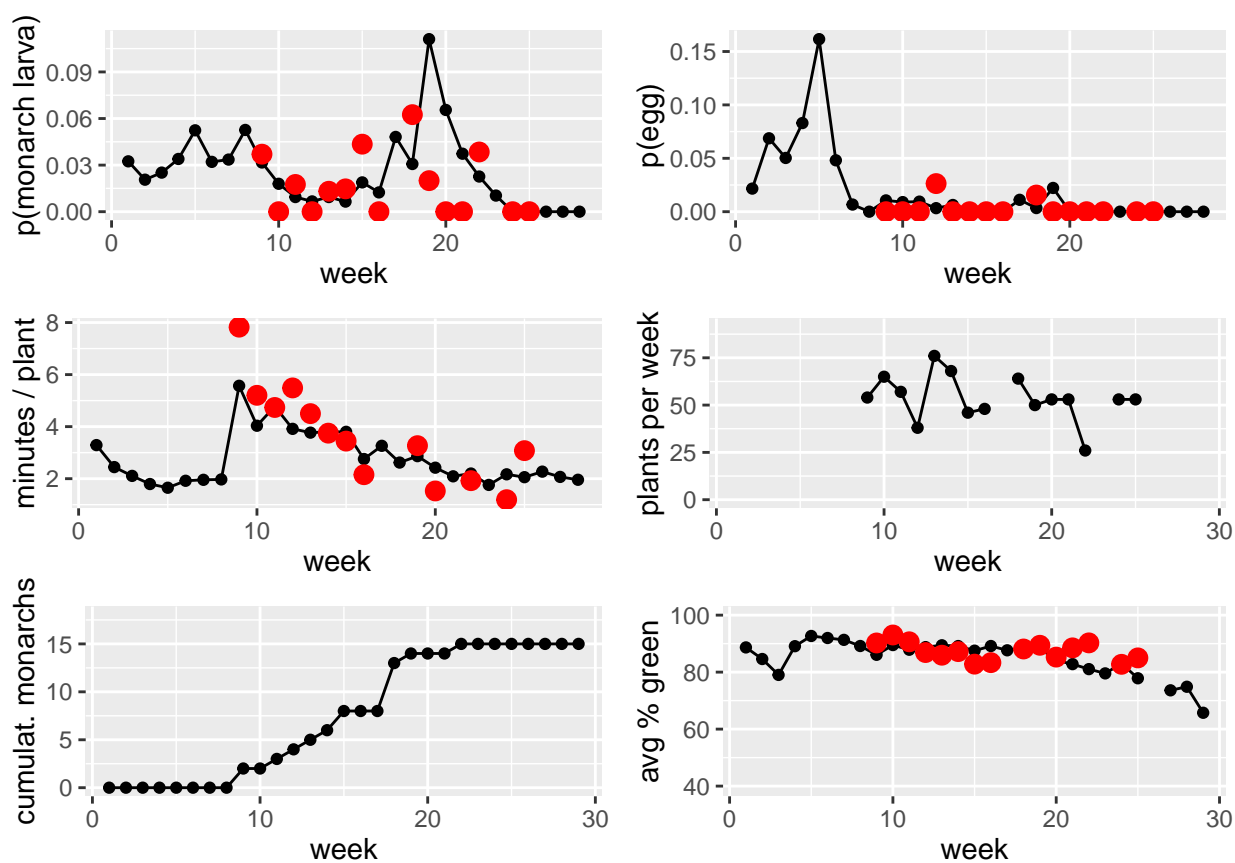 p(monarch larva)
0.09
0.06
0.03
0.00
0 10 20
week
p(egg)
0.15
0.10
0.05
0.00
0 10 20
week
minutes / plant
8
6
4
2
0 10 20
week
plants per week
75
50
25
0
0 10 20 30
week
cumulat. monarchs
15
10
5
0
0 10 20 30
week
avg % green
100
80
60
40
0 10 20 30
week